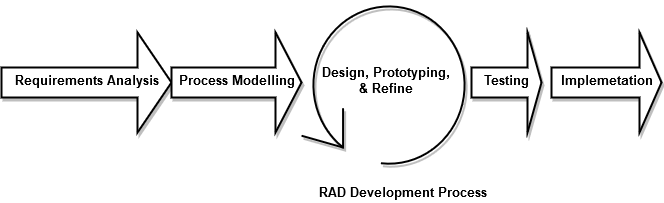 Requirements Analysis
Process Modelling
Design, Prototyping,
& Refine
Testing
Implemetation
RAD Development Process